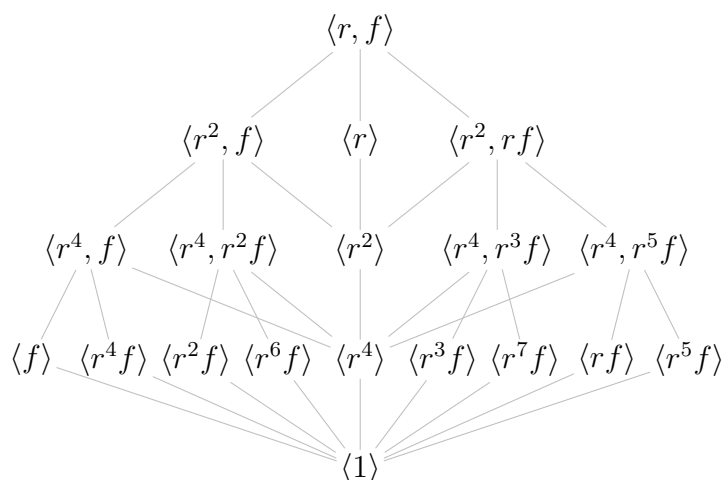 ⟨r, f⟩
⟨r², f⟩ ⟨r⟩ ⟨r², rf⟩
⟨r⁴, f⟩ ⟨r⁴, r²f⟩ ⟨r²⟩ ⟨r⁴, r³f⟩ ⟨r⁴, r⁵f⟩
⟨f⟩ ⟨r⁴f⟩ ⟨r²f⟩ ⟨r⁶f⟩ ⟨r⁴⟩ ⟨r³f⟩ ⟨r⁷f⟩ ⟨rf⟩ ⟨r⁵f⟩
⟨1⟩